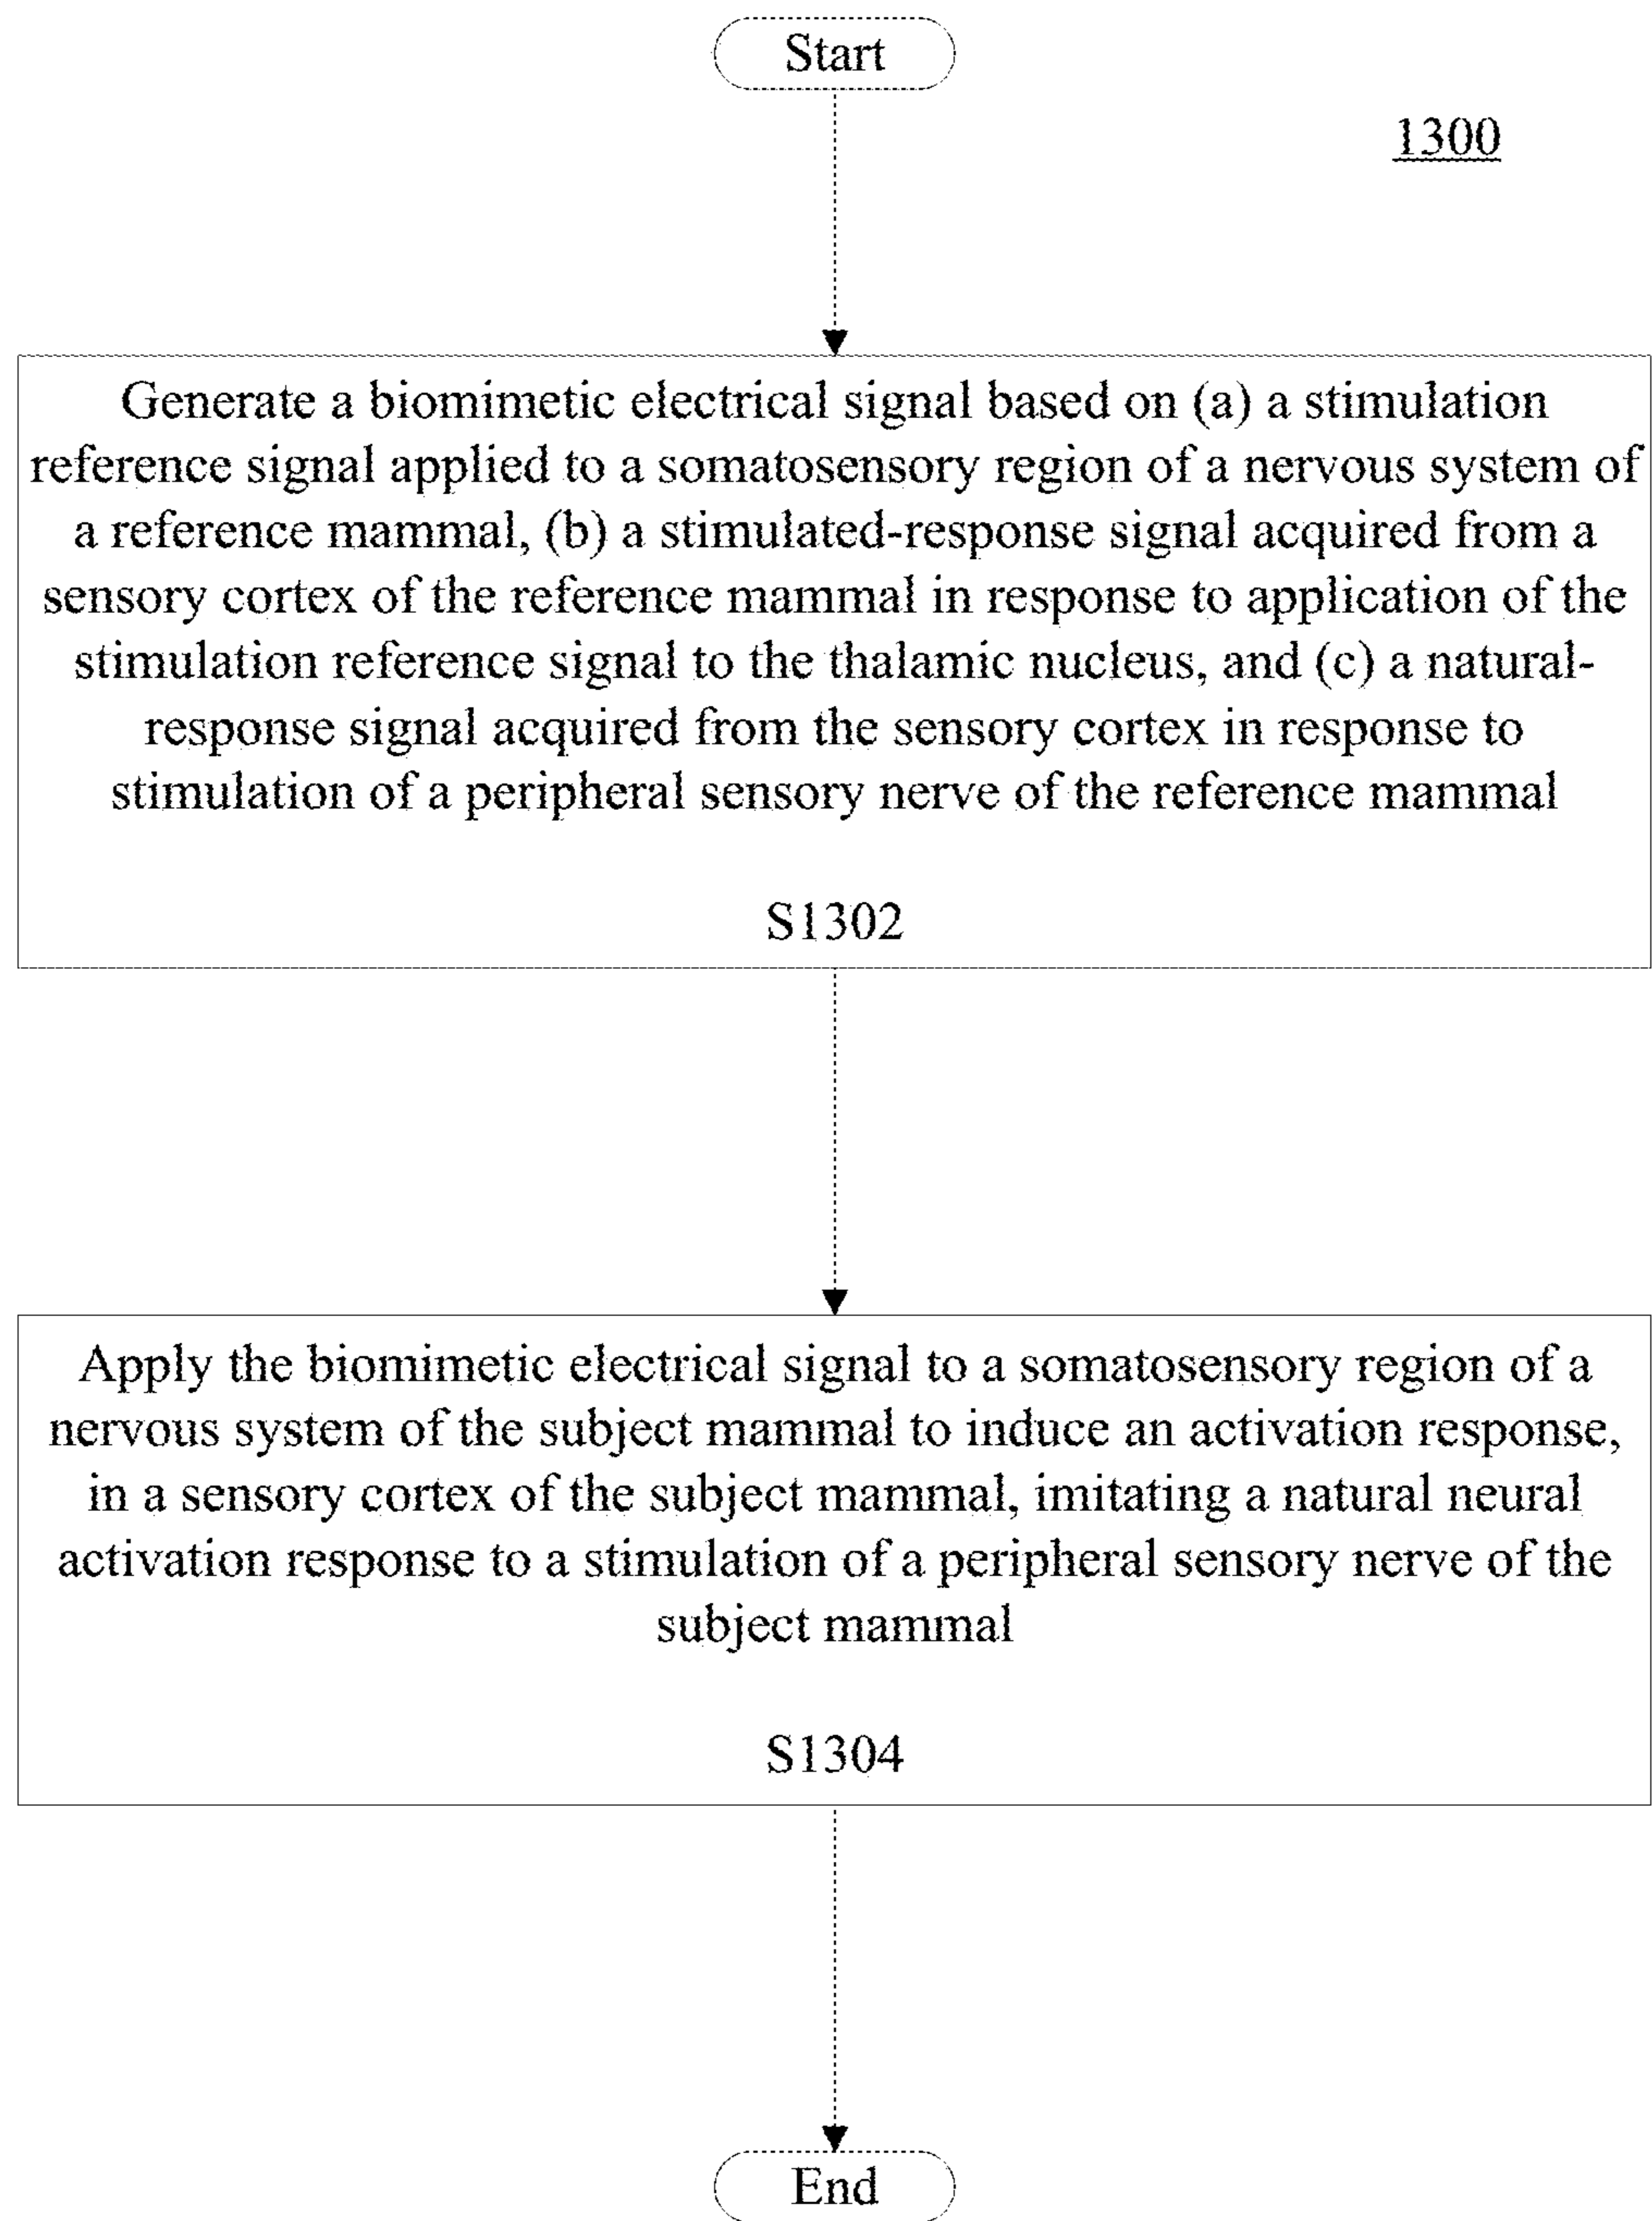 Start
1300
Generate a biomimetic electrical signal based on (a) a stimulation
reference signal applied to a somatosensory region of a nervous system of
a reference mammal, (b) a stimulated-response signal acquired from a
sensory cortex of the reference mammal in response to application of the
stimulation reference signal to the thalamic nucleus, and (c) a natural-
response signal acquired from the sensory cortex in response to
stimulation of a peripheral sensory nerve of the reference mammal
S1302
Apply the biomimetic electrical signal to a somatosensory region of a
nervous system of the subject mammal to induce an activation response,
in a sensory cortex of the subject mammal, imitating a natural neural
activation response to a stimulation of a peripheral sensory nerve of the
subject mammal
S1304
End